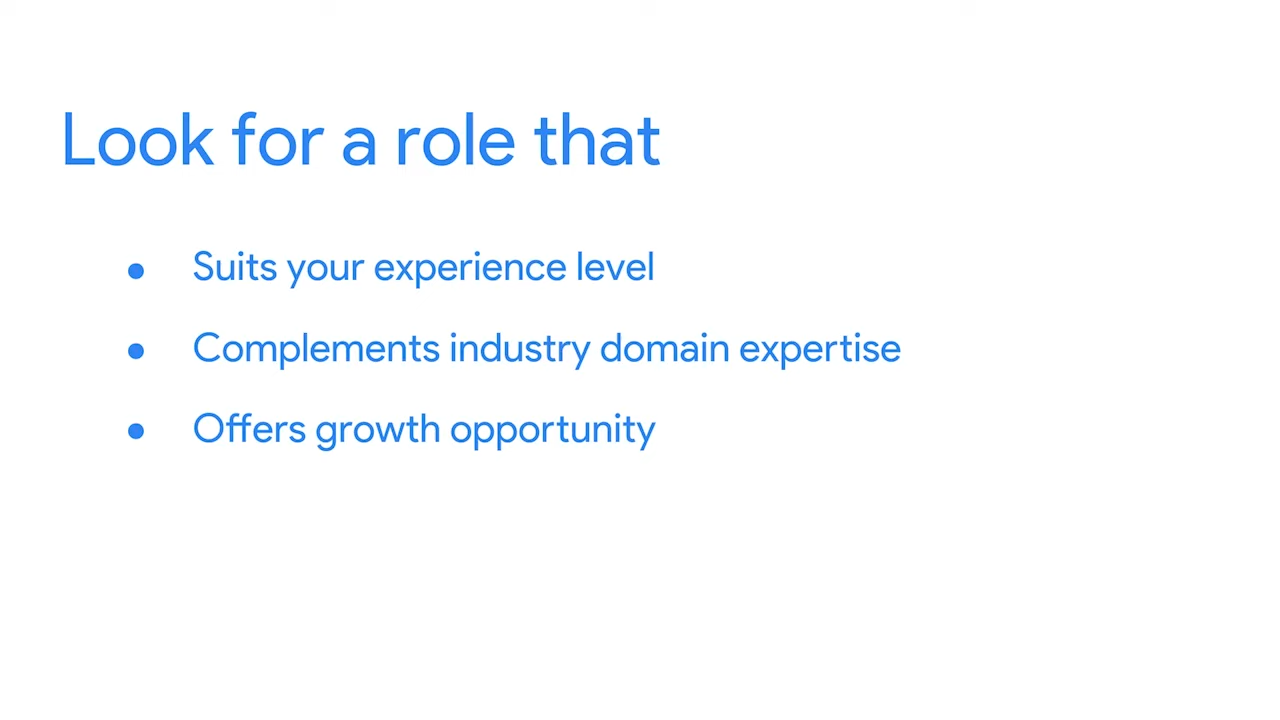 Look for a role that
● Suits your experience level
● Complements industry domain expertise
● Offers growth opportunity